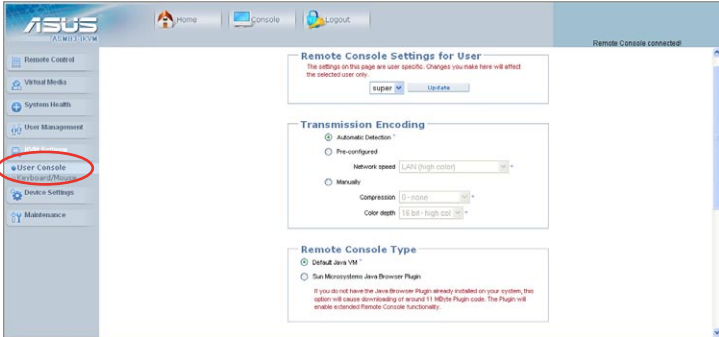 ASUS
Home
Console
Logout
Remote Console connected!
Remote Control
Virtual Media
System Health
User Management
KVM Settings
User Console
Keyboard/Mouse
Device Settings
Maintenance
Remote Console Settings for User
The settings on this page are user specific. Changes you make here will affect
the selected user only.
super
Update
Transmission Encoding
Automatic Detection *
Pre-configured
Network speed LAN (high color) *
Manually
Compression 0 - none *
Color depth 16 bit - high col *
Remote Console Type
Default Java VM *
Sun Microsystems Java Browser Plugin
If you do not have the Java Browser Plugin already installed on your system, this
option will cause downloading of around 11 MByte Plugin code. The Plugin will
enable extended Remote Console functionality.